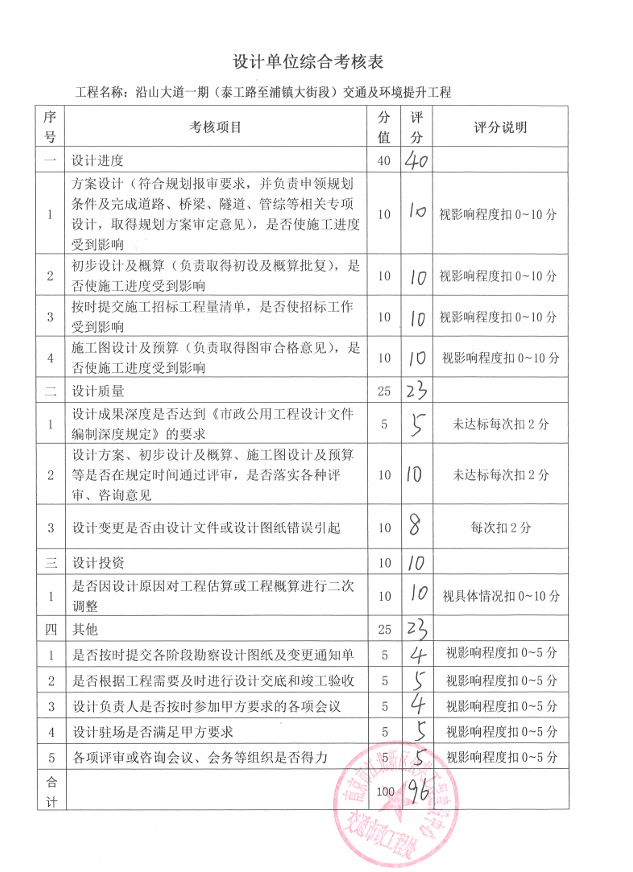 设计单位综合考核表
工程名称：沿山大道一期（泰工路至浦镇大街段）交通及环境提升工程
序号 考核项目 分值 评分 评分说明
一 设计进度 40 40
1 方案设计（符合规划报审要求，并负责申领规划
条件及完成道路、桥梁、隧道、管综等相关专项
设计，取得规划方案审定意见），是否使施工进度
受到影响 10 10 视影响程度扣 0~10 分
2 初步设计及概算（负责取得初设及概算批复），是
否使施工进度受到影响 10 10 视影响程度扣 0~10 分
3 按时提交施工招标工程量清单，是否使招标工作
受到影响 10 10 视影响程度扣 0~10 分
4 施工图设计及预算（负责取得图审合格意见），是
否使施工进度受到影响 10 10 视影响程度扣 0~10 分
二 设计质量 25 23
1 设计成果深度是否达到《市政公用工程设计文件
编制深度规定》的要求 5 5 未达标每次扣 2 分
2 设计方案、初步设计及概算、施工图设计及预算
等是否在规定时间通过评审，是否落实各种评
审、咨询意见 10 10 未达标每次扣 2 分
3 设计变更是否由设计文件或设计图纸错误引起 10 8 每次扣 2 分
三 设计投资 10 10
1 是否因设计原因对工程估算或工程概算进行二次
调整 10 10 视具体情况扣 0~10 分
四 其他 25 23
1 是否按时提交各阶段勘察设计图纸及变更通知单 5 4 视影响程度扣 0~5 分
2 是否根据工程需要及时进行设计交底和竣工验收 5 5 视影响程度扣 0~5 分
3 设计负责人是否按时参加甲方要求的各项会议 5 4 视影响程度扣 0~5 分
4 设计驻场是否满足甲方要求 5 5 视影响程度扣 0~5 分
5 各项评审或咨询会议、会务等组织是否得力 5 5 视影响程度扣 0~5 分
合计 100 96
交通市政工程处